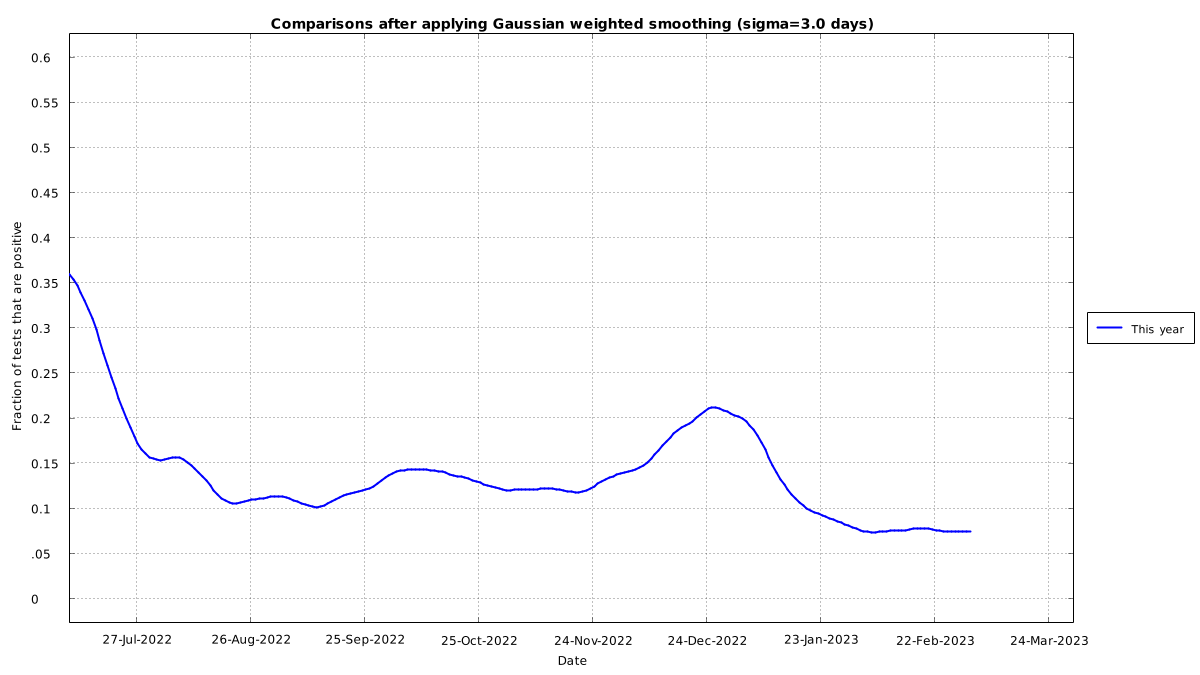 Comparisons after applying Gaussian weighted smoothing (sigma=3.0 days)
0.6
0.55
0.5
0.45
0.4
0.35
0.3
0.25
0.2
0.15
0.1
.05
0
Fraction of tests that are positive
27-Jul-2022
26-Aug-2022
25-Sep-2022
25-Oct-2022
24-Nov-2022
24-Dec-2022
23-Jan-2023
22-Feb-2023
24-Mar-2023
Date
This year